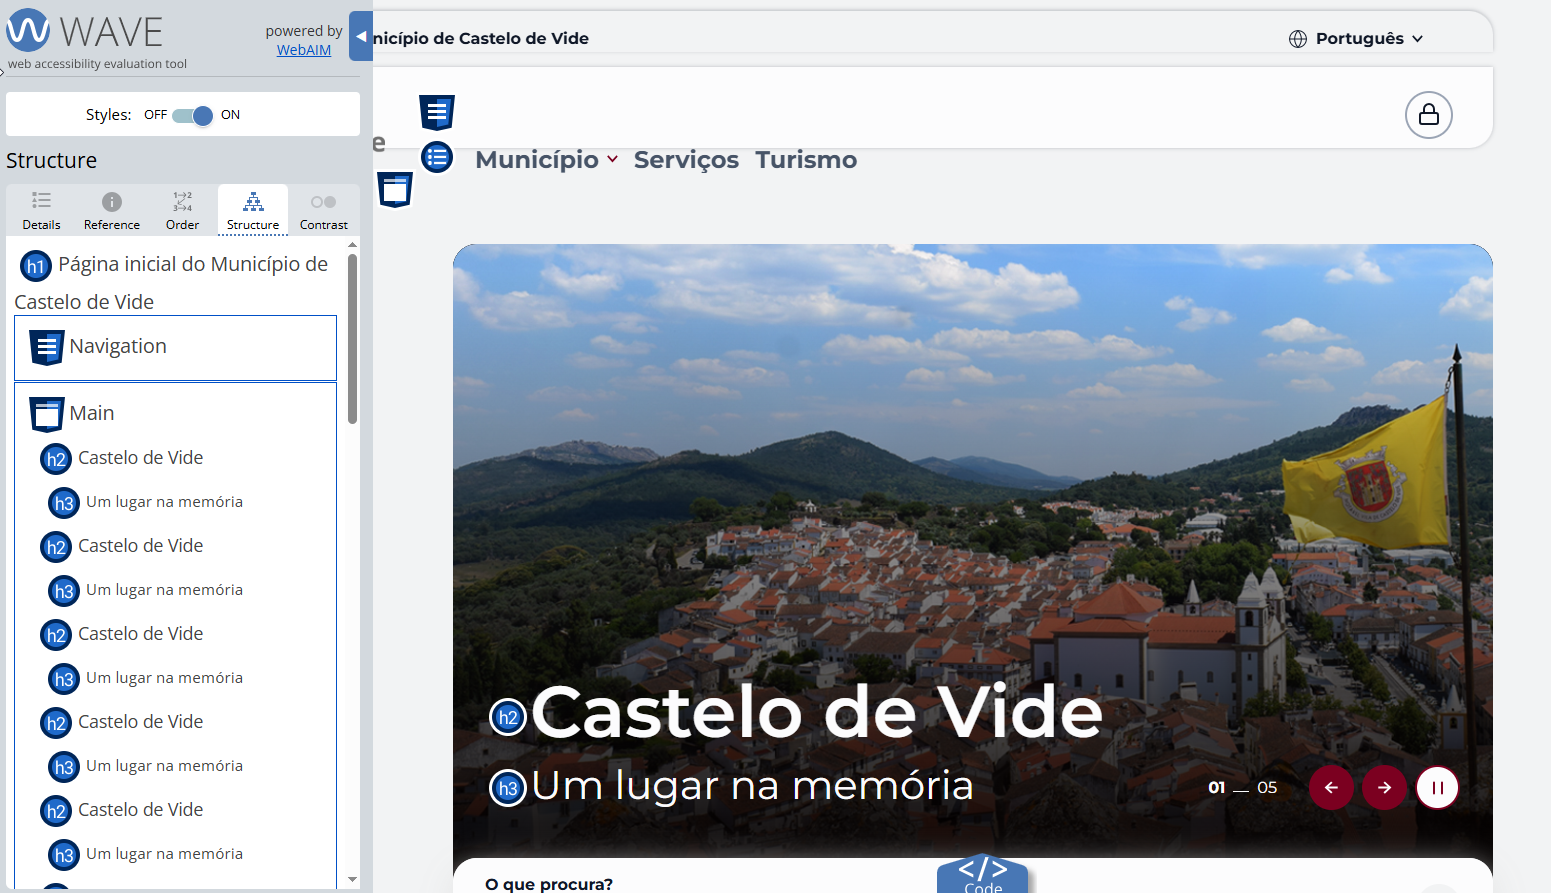 WAVE
powered by
WebAIM
web accessibility evaluation tool
Styles: OFF ON
Structure
Details Reference Order Structure Contrast
h1 Página inicial do Município de
Castelo de Vide
Navigation
Main
h2 Castelo de Vide
h3 Um lugar na memória
h2 Castelo de Vide
h3 Um lugar na memória
h2 Castelo de Vide
h3 Um lugar na memória
h2 Castelo de Vide
h3 Um lugar na memória
h2 Castelo de Vide
h3 Um lugar na memória
nicípio de Castelo de Vide
Português
e
Município Serviços Turismo
h2 Castelo de Vide
h3 Um lugar na memória
01 — 05
O que procura?
</>
Code